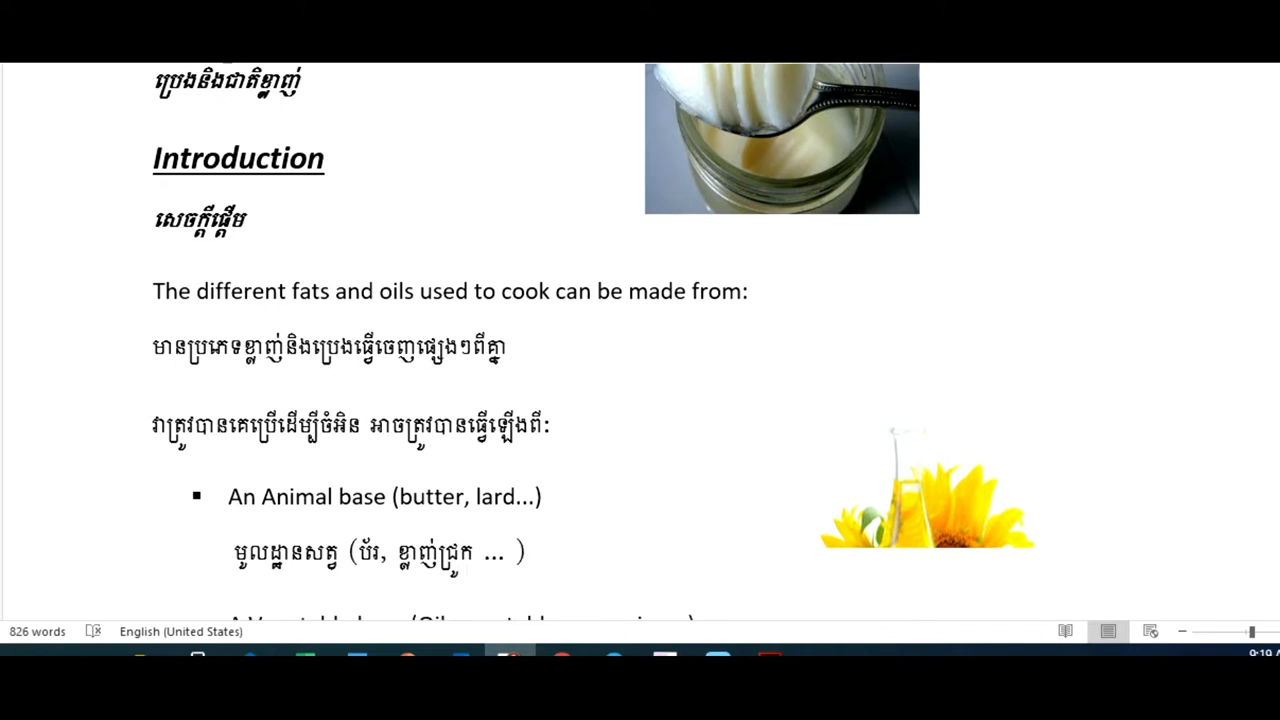 ប្រេងនិងជាតិខ្លាញ់
Introduction
សេចក្តីផ្តើម
The different fats and oils used to cook can be made from:
មានប្រភេទខ្លាញ់និងប្រេងធ្វើចេញផ្សេងៗពីគ្នា
វាត្រូវបានគេប្រើដើម្បីចំអិន អាចត្រូវបានធ្វើឡើងពី:
▪ An Animal base (butter, lard...)
មូលដ្ឋានសត្វ (ប័រ, ខ្លាញ់ជ្រូក ... )
826 words English (United States)
9:19